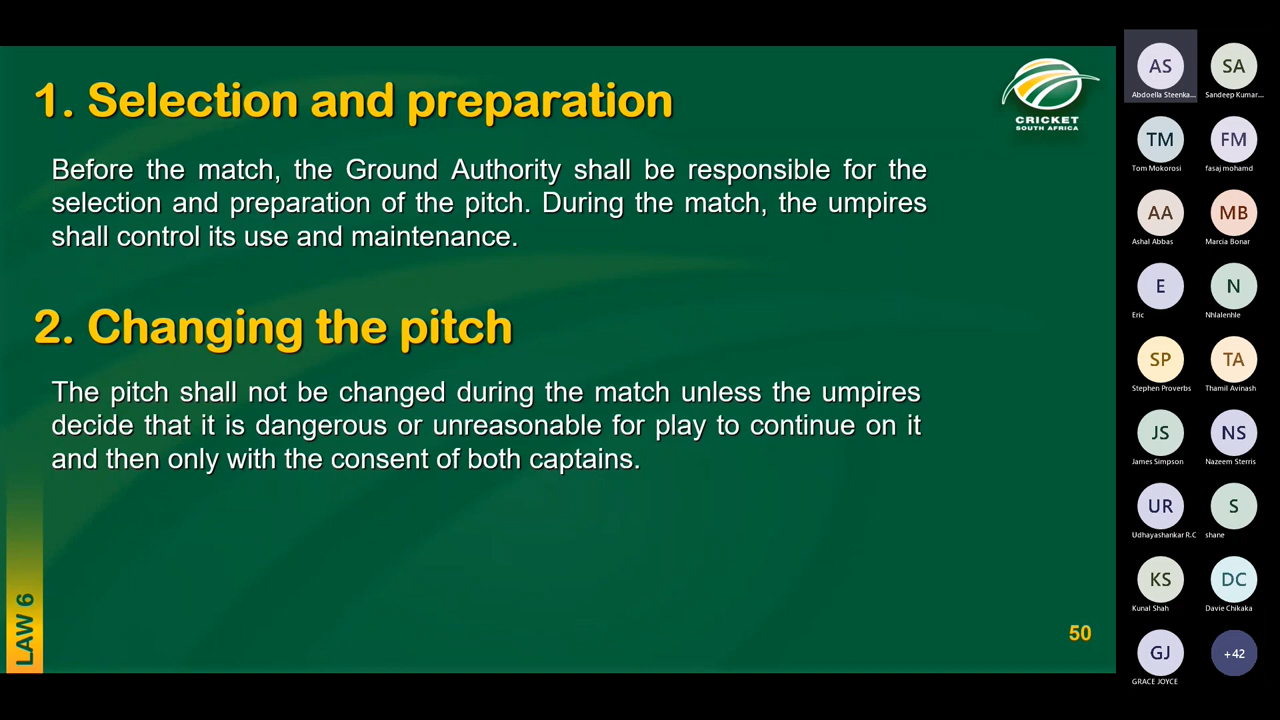 1. Selection and preparation
CRICKET
SOUTH AFRICA
Before the match, the Ground Authority shall be responsible for the
selection and preparation of the pitch. During the match, the umpires
shall control its use and maintenance.
2. Changing the pitch
The pitch shall not be changed during the match unless the umpires
decide that it is dangerous or unreasonable for play to continue on it
and then only with the consent of both captains.
LAW 6
50
AS
Abdoella Steenka...
SA
Sandeep Kumar...
TM
Tom Mokorosi
FM
fasaj mohamd
AA
Ashal Abbas
MB
Marcia Bonar
E
Eric
N
Nhlalenhle
SP
Stephen Proverbs
TA
Thamil Avinash
JS
James Simpson
NS
Nazeem Sterris
UR
Udhayashankar R.C
S
shane
KS
Kunal Shah
DC
Davie Chikaka
GJ
GRACE JOYCE
+42